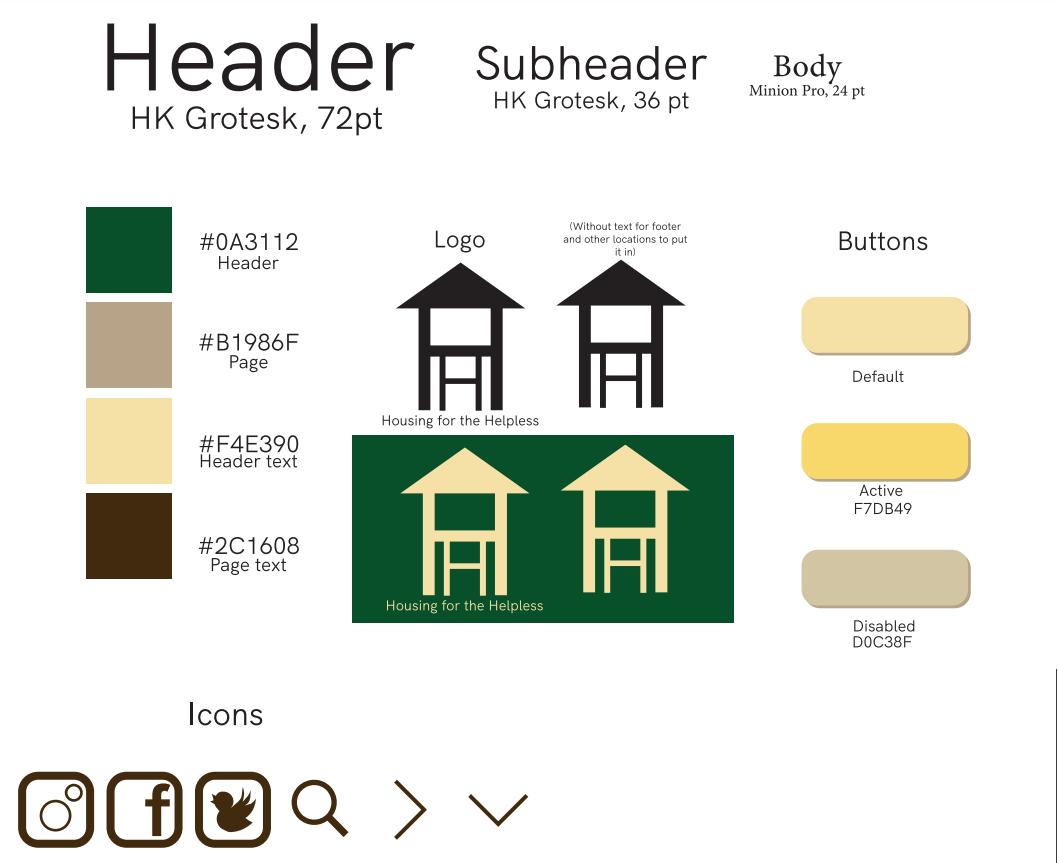 Header
HK Grotesk, 72pt
Subheader
HK Grotesk, 36 pt
Body
Minion Pro, 24 pt
#0A3112
Header
#B1986F
Page
#F4E390
Header text
#2C1608
Page text
Logo
(Without text for footer
and other locations to put
it in)
Housing for the Helpless
Housing for the Helpless
Buttons
Default
Active
F7DB49
Disabled
D0C38F
Icons
f